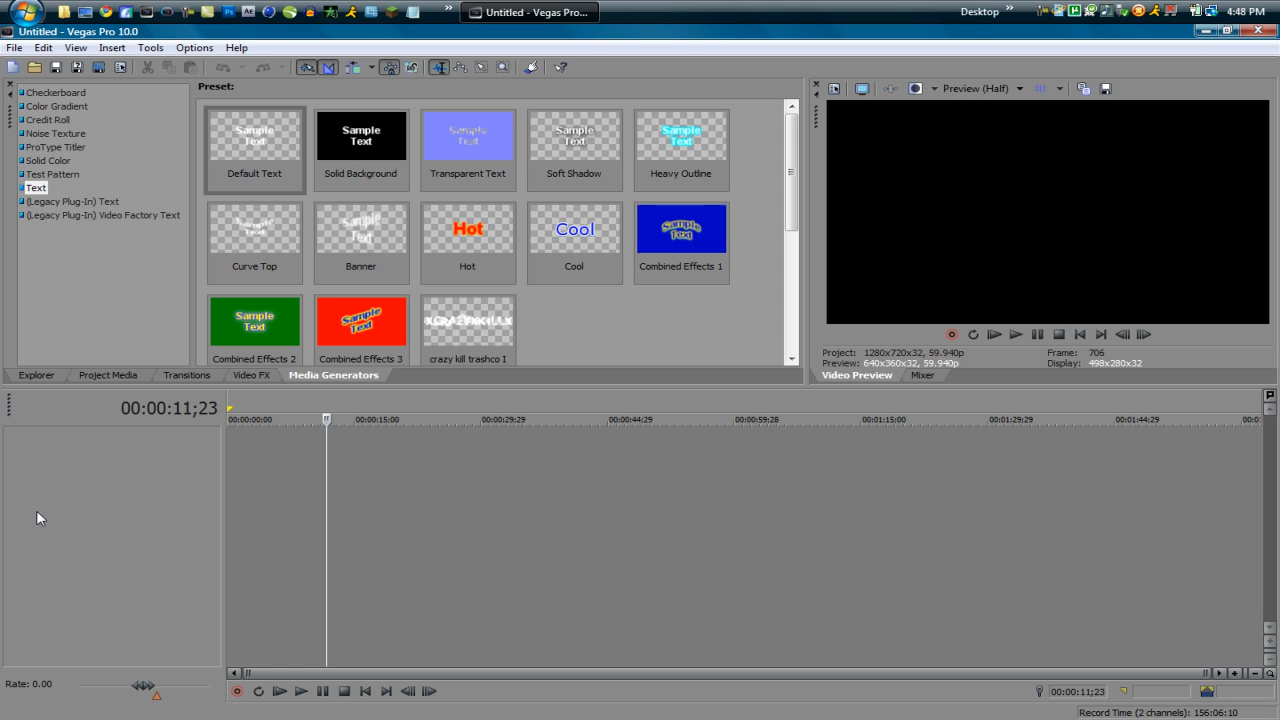 Untitled - Vegas Pro...
Desktop
4:48 PM
Untitled - Vegas Pro 10.0
File Edit View Insert Tools Options Help
Checkerboard
Color Gradient
Credit Roll
Noise Texture
ProType Titler
Solid Color
Test Pattern
Text
(Legacy Plug-In) Text
(Legacy Plug-In) Video Factory Text
Preset:
Sample Text
Sample Text
Sample Text
Sample Text
Sample Text
Default Text
Solid Background
Transparent Text
Soft Shadow
Heavy Outline
Sample Text
Sample Text
Hot
Cool
Sample Text
Curve Top
Banner
Hot
Cool
Combined Effects 1
Sample Text
Sample Text
Combined Effects 2
Combined Effects 3
crazy kill trashco I
Explorer
Project Media
Transitions
Video FX
Media Generators
Preview (Half)
Project: 1280x720x32, 59.940p
Frame: 706
Preview: 640x360x32, 59.940p
Display: 498x280x32
Video Preview
Mixer
00:00:11;23
00:00:00:00
00:00:15:00
00:00:29;29
00:00:44;29
00:00:59;28
00:01:15;00
00:01:29;29
00:01:44;29
Rate: 0.00
00:00:11;23
Record Time (2 channels): 156:06:10